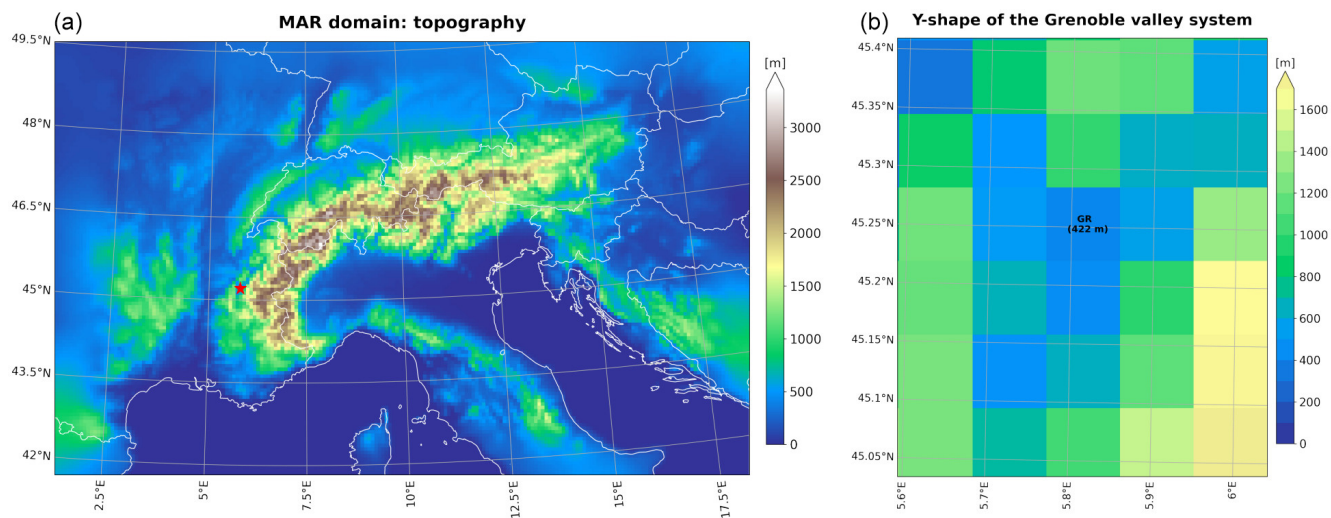 (a)
MAR domain: topography
49.5°N
48°N
46.5°N
45°N
43.5°N
42°N
2.5°E
5°E
7.5°E
10°E
12.5°E
15°E
17.5°E
[m]
3000
2500
2000
1500
1000
500
0
(b)
Y-shape of the Grenoble valley system
45.4°N
45.35°N
45.3°N
45.25°N
45.2°N
45.15°N
45.1°N
45.05°N
5.6°E
5.7°E
5.8°E
5.9°E
6°E
GR
(422 m)
[m]
1600
1400
1200
1000
800
600
400
200
0